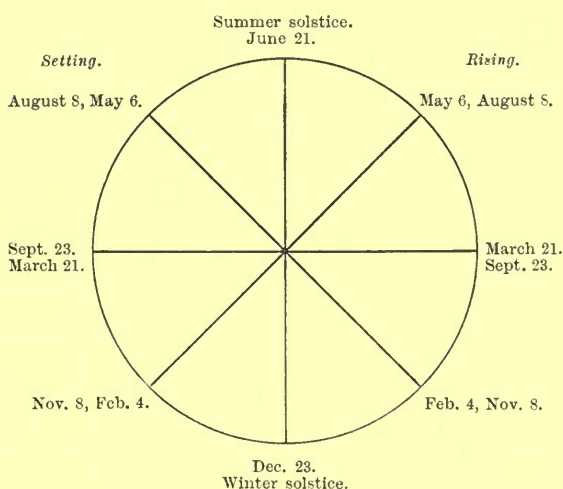 Summer solstice.
June 21.
Setting.
Rising.
August 8, May 6.
May 6, August 8.
Sept. 23.
March 21.
March 21.
Sept. 23.
Nov. 8, Feb. 4.
Feb. 4, Nov. 8.
Dec. 23.
Winter solstice.